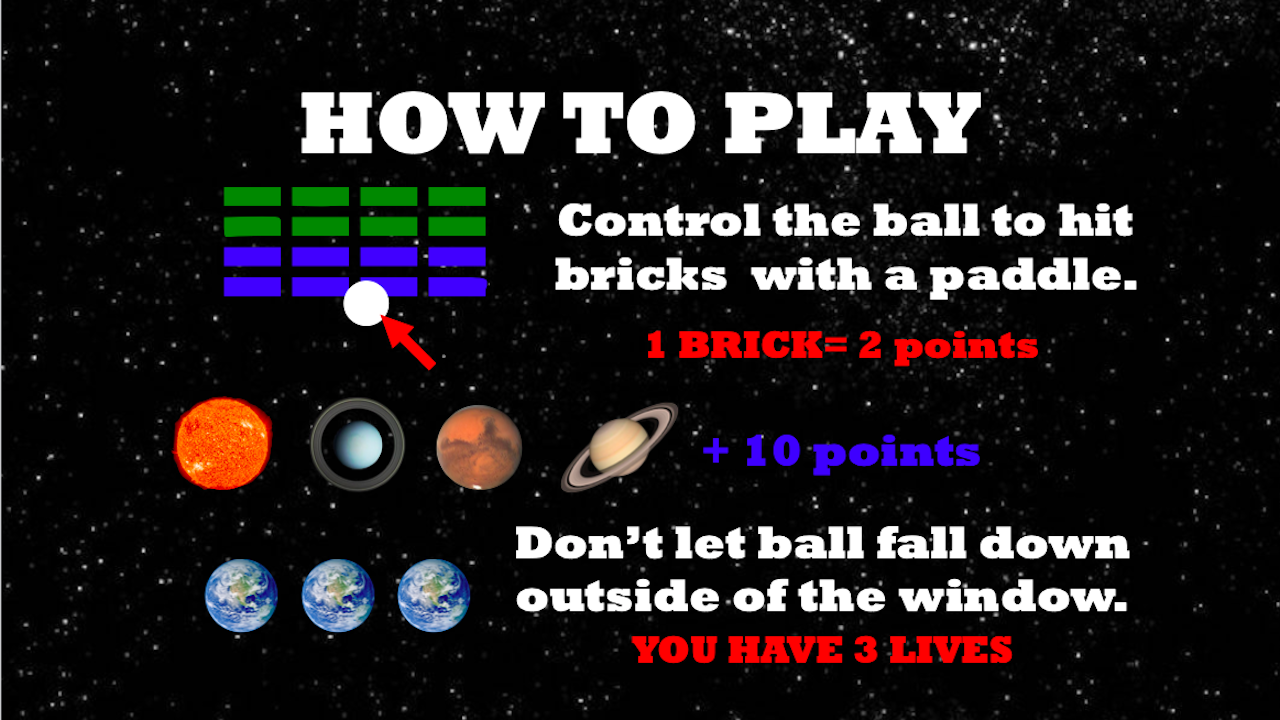 HOW TO PLAY
Control the ball to hit
bricks  with a paddle.
1 BRICK= 2 points
+ 10 points
Don’t let ball fall down
outside of the window.
YOU HAVE 3 LIVES